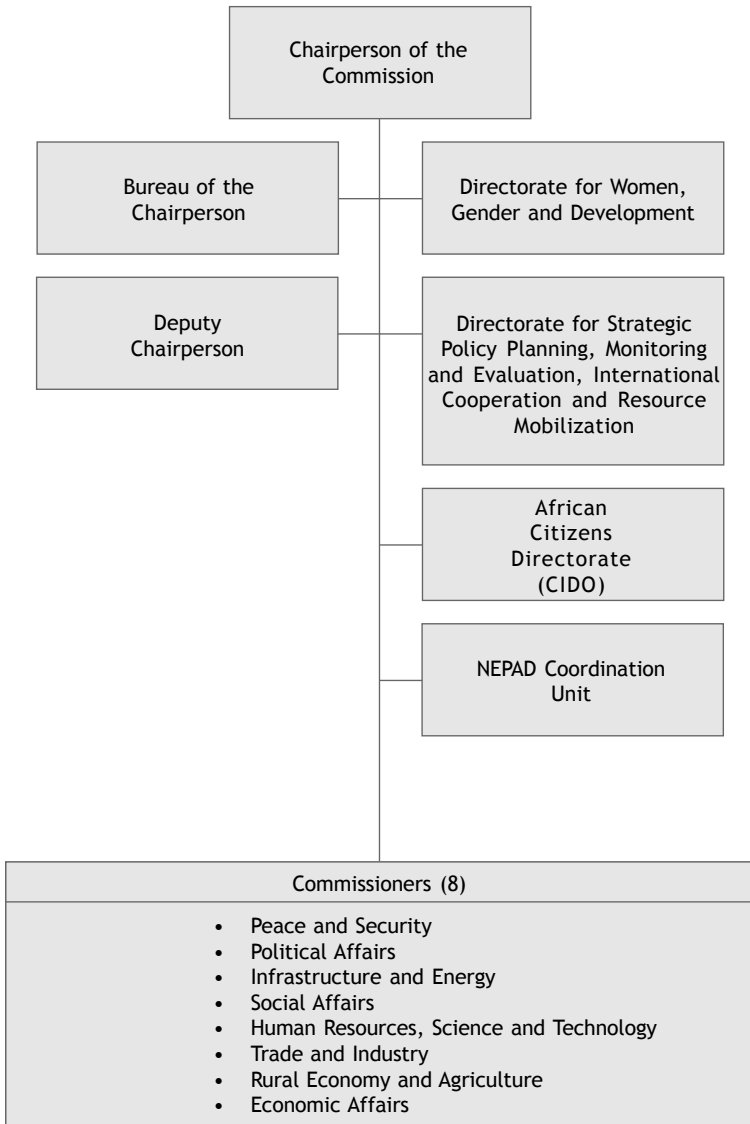 Chairperson of the
Commission
Bureau of the
Chairperson
Directorate for Women,
Gender and Development
Deputy
Chairperson
Directorate for Strategic
Policy Planning, Monitoring
and Evaluation, International
Cooperation and Resource
Mobilization
African
Citizens
Directorate
(CIDO)
NEPAD Coordination
Unit
Commissioners (8)
• Peace and Security
• Political Affairs
• Infrastructure and Energy
• Social Affairs
• Human Resources, Science and Technology
• Trade and Industry
• Rural Economy and Agriculture
• Economic Affairs